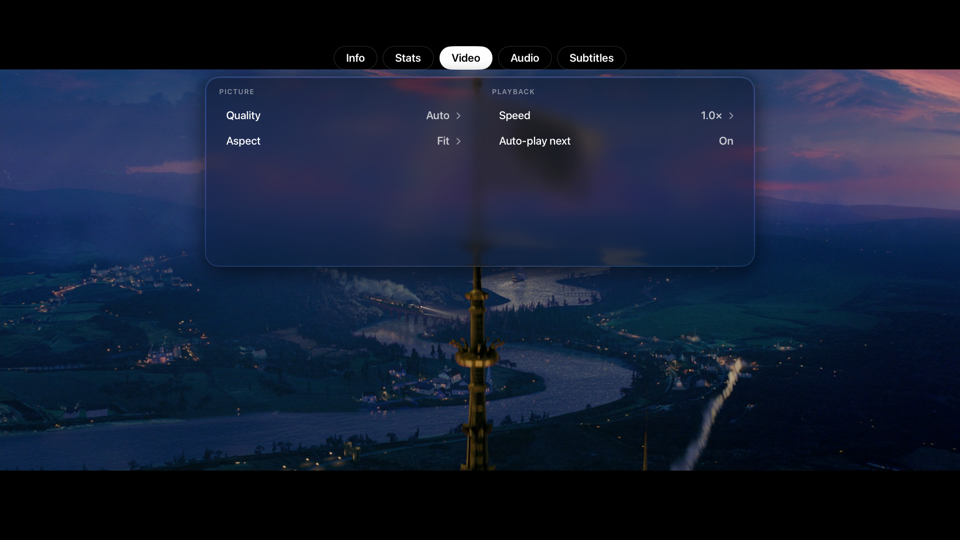 Info Stats Video Audio Subtitles
PICTURE
Quality Auto
Aspect Fit
PLAYBACK
Speed 1.0×
Auto-play next On